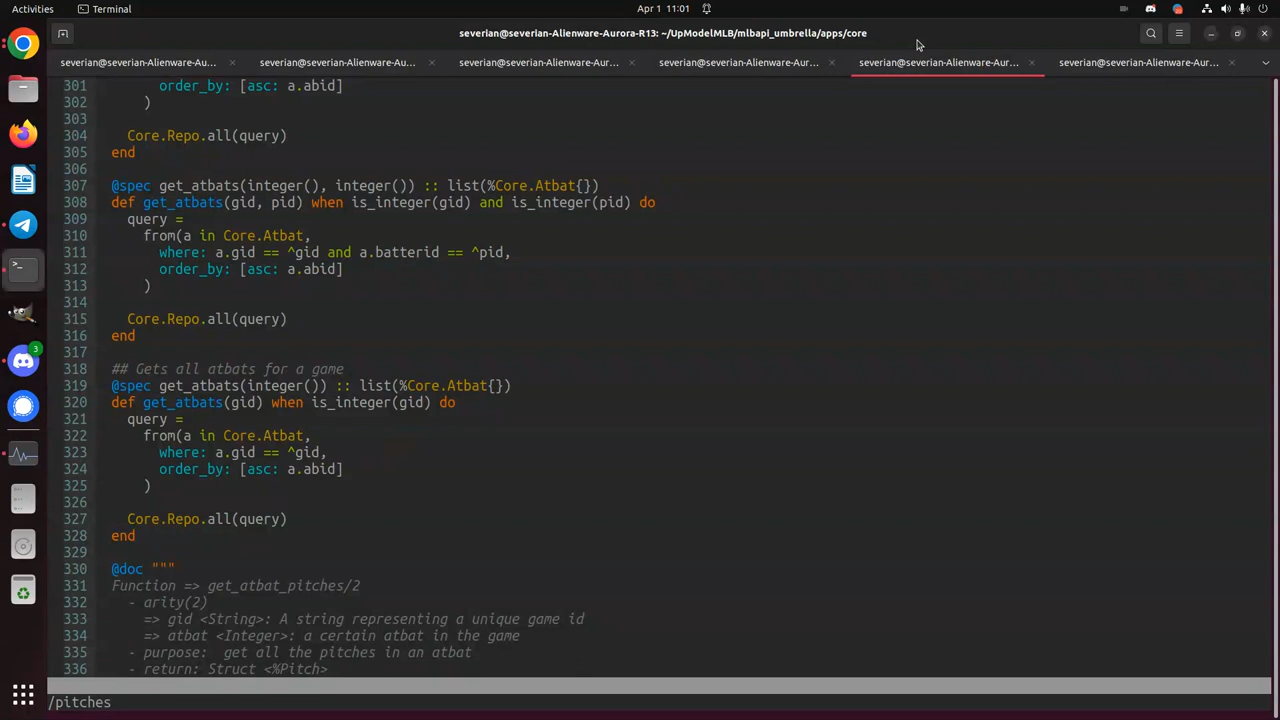 Activities
Terminal
Apr 1 11:01
severian@severian-Alienware-Aurora-R13: ~/UpModelMLB/mlbapi_umbrella/apps/core
severian@severian-Alienware-Au...
severian@severian-Alienware-Au...
severian@severian-Alienware-Aur...
severian@severian-Alienware-Aur...
severian@severian-Alienware-Aur...
severian@severian-Alienware-Aur...
301 order_by: [asc: a.abid]
302 )
303
304 Core.Repo.all(query)
305 end
306
307 @spec get_atbats(integer(), integer()) :: list(%Core.Atbat{})
308 def get_atbats(gid, pid) when is_integer(gid) and is_integer(pid) do
309 query =
310 from(a in Core.Atbat,
311 where: a.gid == ^gid and a.batterid == ^pid,
312 order_by: [asc: a.abid]
313 )
314
315 Core.Repo.all(query)
316 end
317
318 ## Gets all atbats for a game
319 @spec get_atbats(integer()) :: list(%Core.Atbat{})
320 def get_atbats(gid) when is_integer(gid) do
321 query =
322 from(a in Core.Atbat,
323 where: a.gid == ^gid,
324 order_by: [asc: a.abid]
325 )
326
327 Core.Repo.all(query)
328 end
329
330 @doc """
331 Function => get_atbat_pitches/2
332 - arity(2)
333 => gid <String>: A string representing a unique game id
334 => atbat <Integer>: a certain atbat in the game
335 - purpose: get all the pitches in an atbat
336 - return: Struct <%Pitch>
/pitches
3